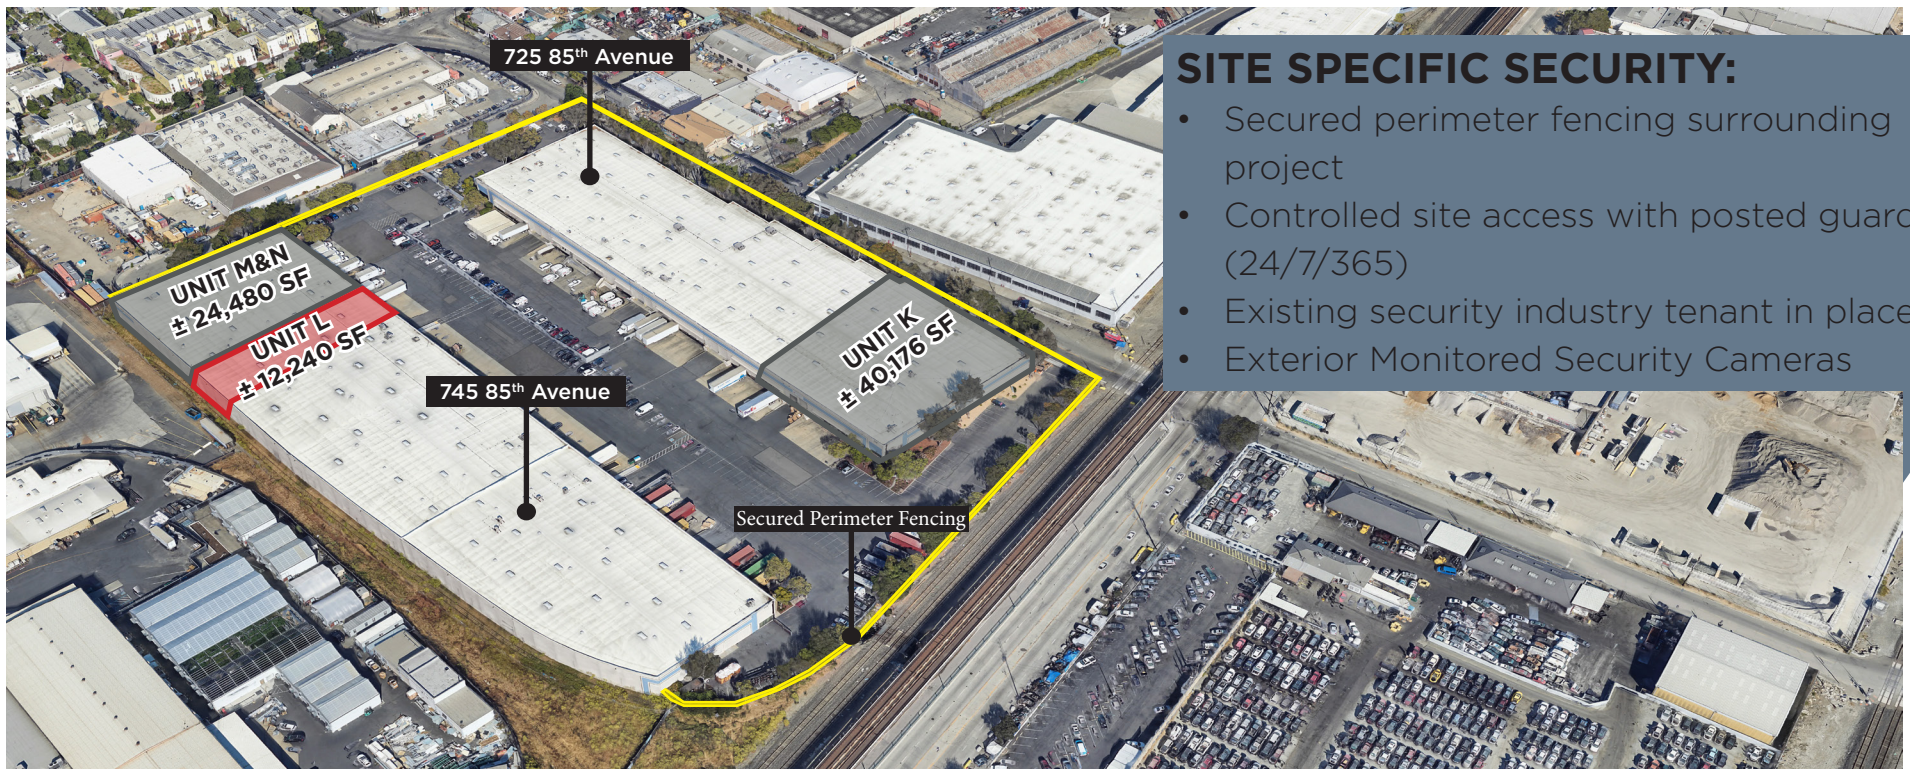 725 85th Avenue
SITE SPECIFIC SECURITY:
• Secured perimeter fencing surrounding
project
• Controlled site access with posted guard
(24/7/365)
• Existing security industry tenant in place
• Exterior Monitored Security Cameras
UNIT M&N
± 24,480 SF
UNIT L
± 12,240 SF
UNIT K
± 40,176 SF
745 85th Avenue
Secured Perimeter Fencing